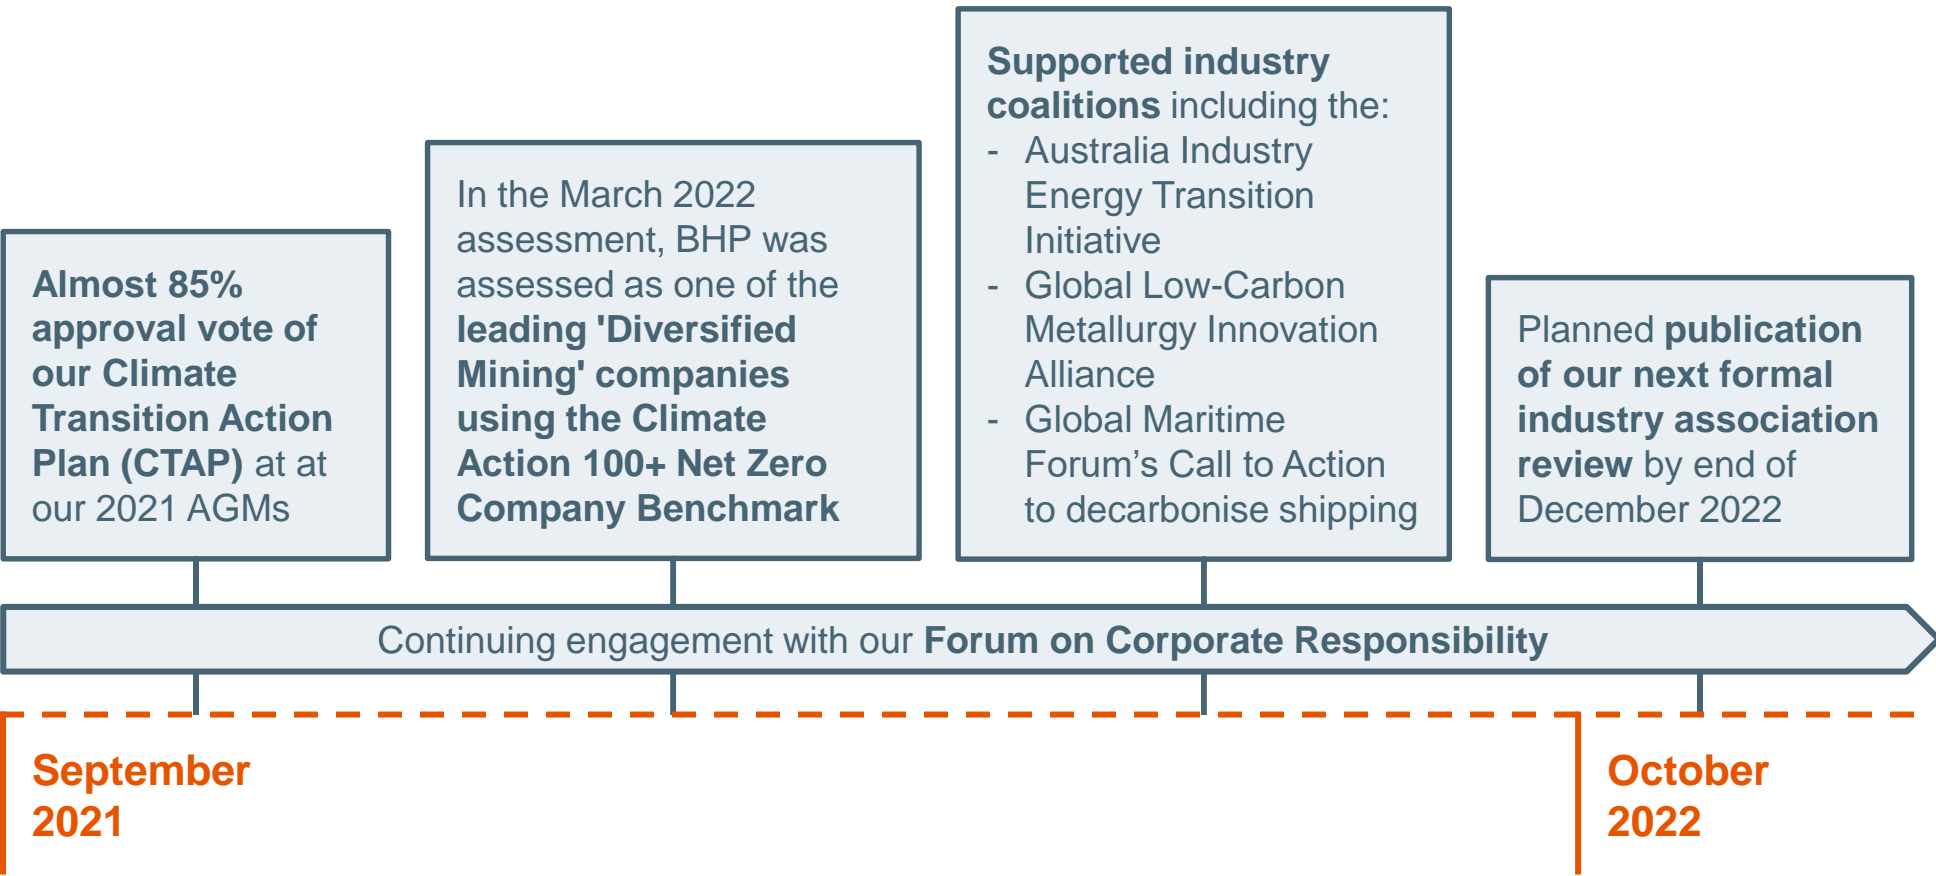 Almost 85%
approval vote of
our Climate
Transition Action
Plan (CTAP) at at
our 2021 AGMs
In the March 2022
assessment, BHP was
assessed as one of the
leading 'Diversified
Mining' companies
using the Climate
Action 100+ Net Zero
Company Benchmark
Supported industry
coalitions including the:
- Australia Industry
Energy Transition
Initiative
- Global Low-Carbon
Metallurgy Innovation
Alliance
- Global Maritime
Forum’s Call to Action
to decarbonise shipping
Planned publication
of our next formal
industry association
review by end of
December 2022
Continuing engagement with our Forum on Corporate Responsibility
September
2021
October
2022